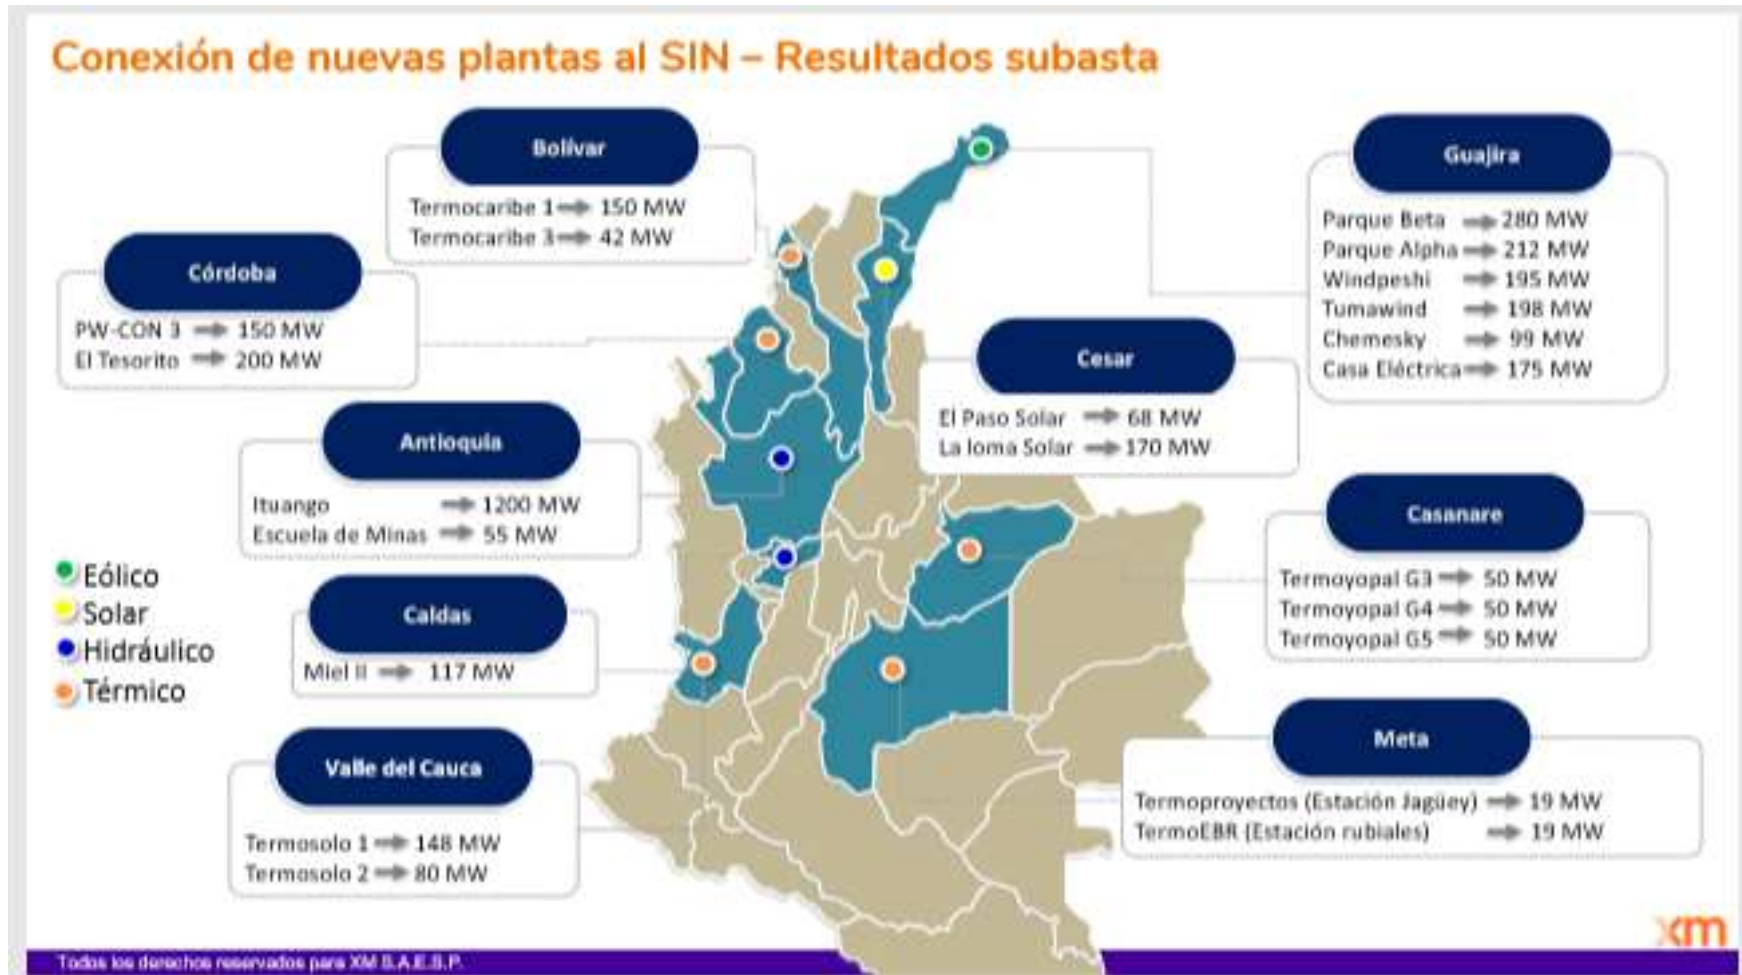 Conexión de nuevas plantas al SIN – Resultados subasta
Bolívar
Termocaribe 1 150 MW
Termocaribe 3 42 MW
Guajira
Parque Beta 280 MW
Parque Alpha 212 MW
Windpeshi 195 MW
Tumawind 198 MW
Chemesky 99 MW
Casa Eléctrica 175 MW
Córdoba
PW-CON 3 150 MW
El Tesorito 200 MW
Cesar
El Paso Solar 68 MW
La loma Solar 170 MW
Antioquia
Ituango 1200 MW
Escuela de Minas 55 MW
Casanare
Termoyopal G3 50 MW
Termoyopal G4 50 MW
Termoyopal G5 50 MW
Eólico
Solar
Hidráulico
Térmico
Caldas
Miel II 117 MW
Valle del Cauca
Termosolo 1 148 MW
Termosolo 2 80 MW
Meta
Termoproyectos (Estación Jagüey) 19 MW
TermoEBR (Estación rubiales) 19 MW
xm
Todos los derechos reservados para XM S.A.E.S.P.